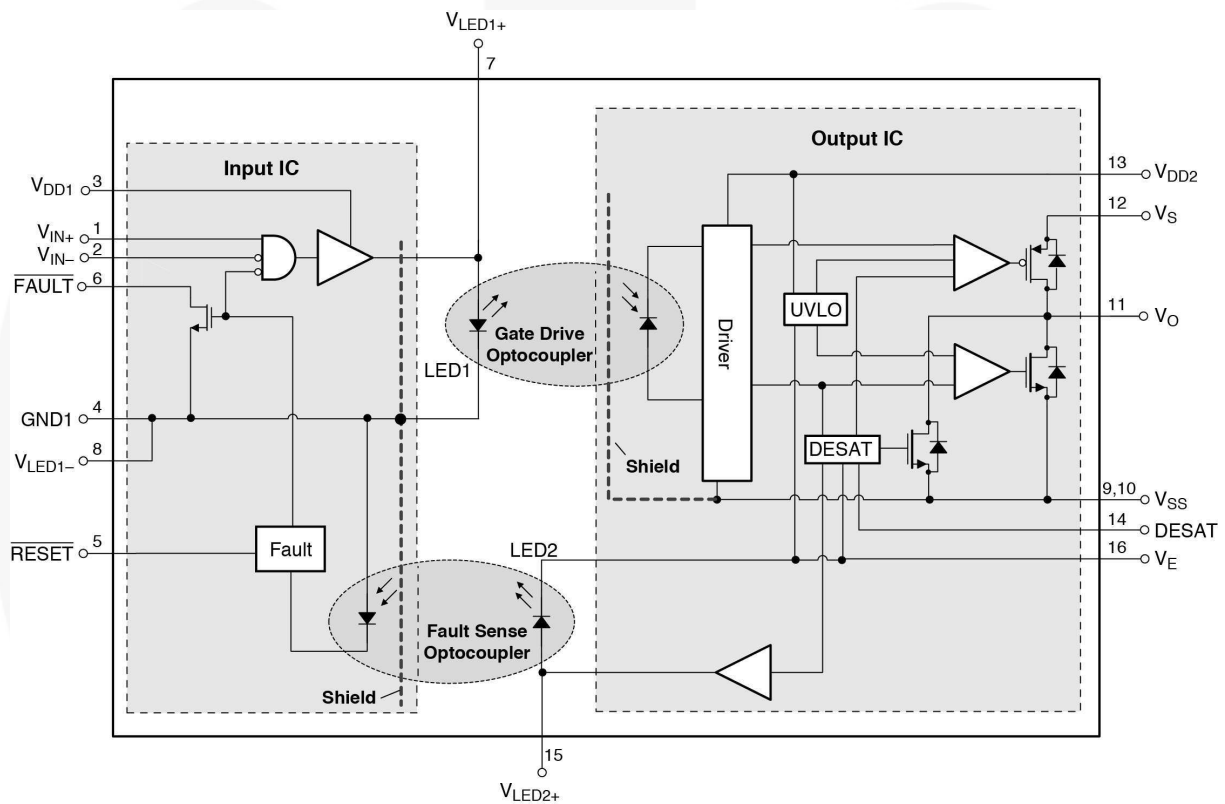 VLED1+
7
Input IC
Output IC
VDD1 3
VIN+ 1
VIN– 2
FAULT 6
GND1 4
VLED1– 8
RESET 5
Fault
LED1
Gate Drive
Optocoupler
Driver
UVLO
DESAT
Shield
13 VDD2
12 VS
11 VO
9,10 VSS
14 DESAT
16 VE
LED2
Fault Sense
Optocoupler
Shield
15
VLED2+